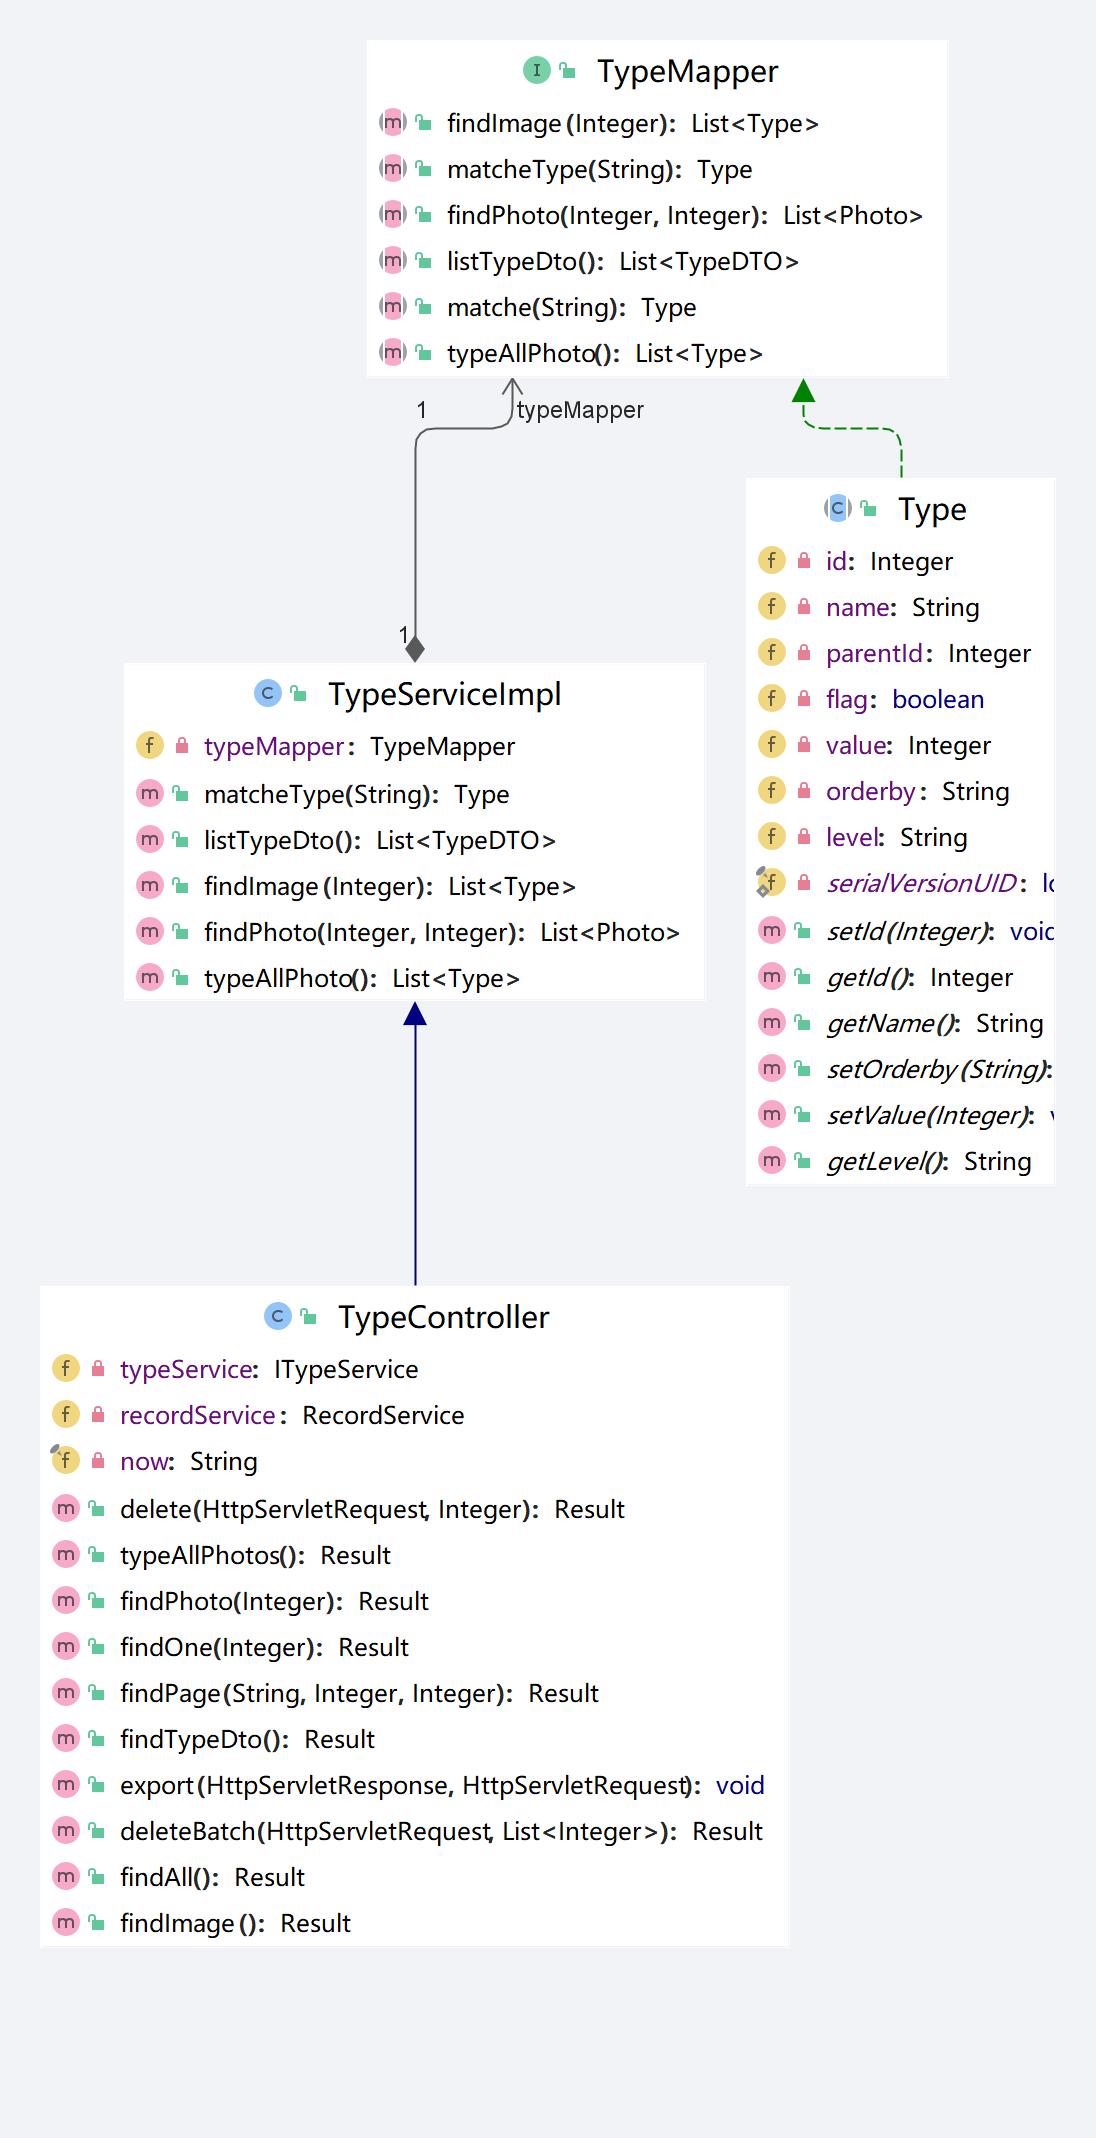 TypeMapper
findImage(Integer): List<Type>
matcheType(String): Type
findPhoto(Integer, Integer): List<Photo>
listTypeDto(): List<TypeDTO>
matche(String): Type
typeAllPhoto(): List<Type>
1
typeMapper
Type
id: Integer
name: String
parentId: Integer
flag: boolean
value: Integer
orderby: String
level: String
serialVersionUID:
setId(Integer): void
getId(): Integer
getName(): String
setOrderby(String):
setValue(Integer):
getLevel(): String
1
TypeServiceImpl
typeMapper: TypeMapper
matcheType(String): Type
listTypeDto(): List<TypeDTO>
findImage(Integer): List<Type>
findPhoto(Integer, Integer): List<Photo>
typeAllPhoto(): List<Type>
TypeController
typeService: ITypeService
recordService: RecordService
now: String
delete(HttpServletRequest, Integer): Result
typeAllPhotos(): Result
findPhoto(Integer): Result
findOne(Integer): Result
findPage(String, Integer, Integer): Result
findTypeDto(): Result
export(HttpServletResponse, HttpServletRequest): void
deleteBatch(HttpServletRequest, List<Integer>): Result
findAll(): Result
findImage(): Result